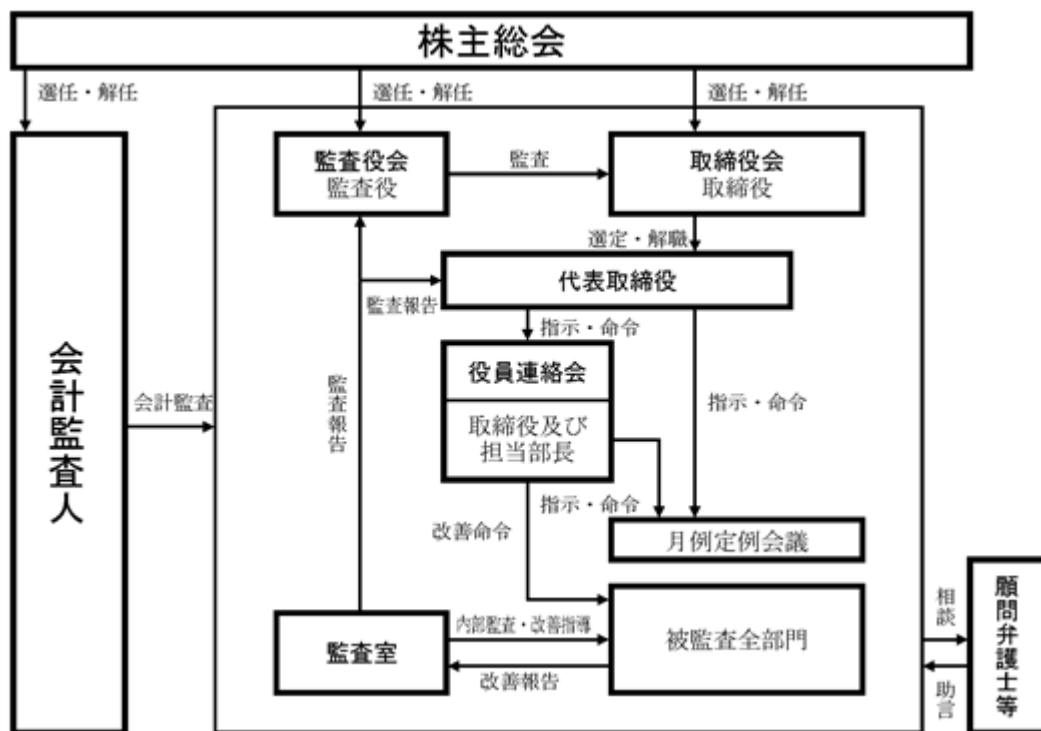 株主総会
選任・解任
選任・解任
選任・解任
監査役会
監査役
監査
取締役会
取締役
選定・解職
代表取締役
監査報告
指示・命令
役員連絡会
取締役及び
担当部長
指示・命令
会計監査人
会計監査
監査報告
指示・命令
改善命令
月例定例会議
監査室
内部監査・改善指導
改善報告
被監査全部門
相談
助言
顧問弁護士等